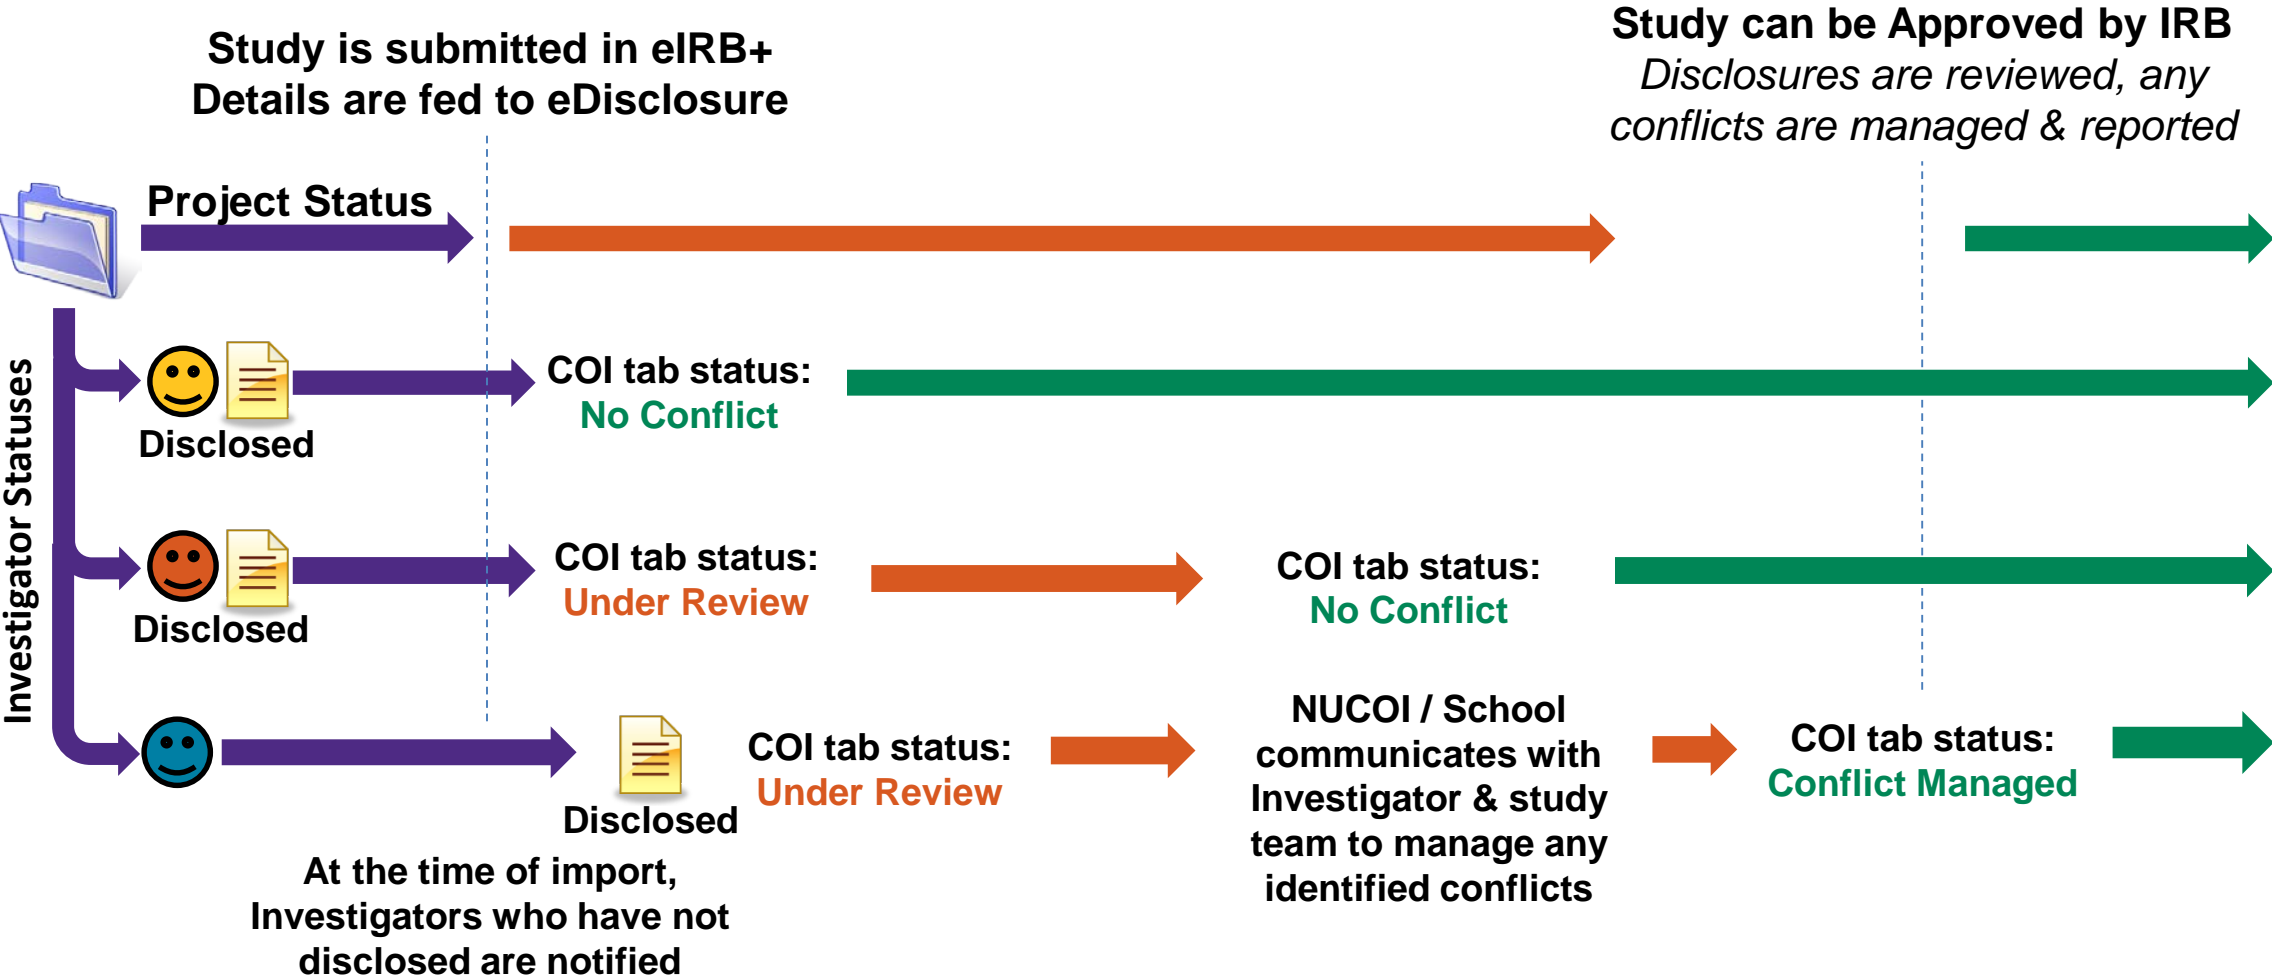 Study is submitted in eIRB+
Details are fed to eDisclosure
Study can be Approved by IRB
Disclosures are reviewed, any
conflicts are managed & reported
Project Status
Investigator Statuses
Disclosed
COI tab status:
No Conflict
Disclosed
COI tab status:
Under Review
COI tab status:
No Conflict
Disclosed
COI tab status:
Under Review
NUCOI / School
communicates with
Investigator & study
team to manage any
identified conflicts
COI tab status:
Conflict Managed
At the time of import,
Investigators who have not
disclosed are notified